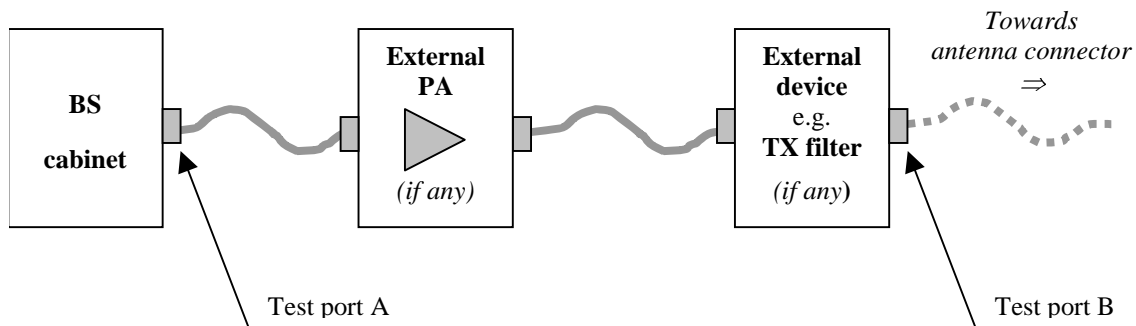 BS
cabinet
External
PA
(if any)
External
device
e.g.
TX filter
(if any)
Towards
antenna connector
⇒
Test port A
Test port B